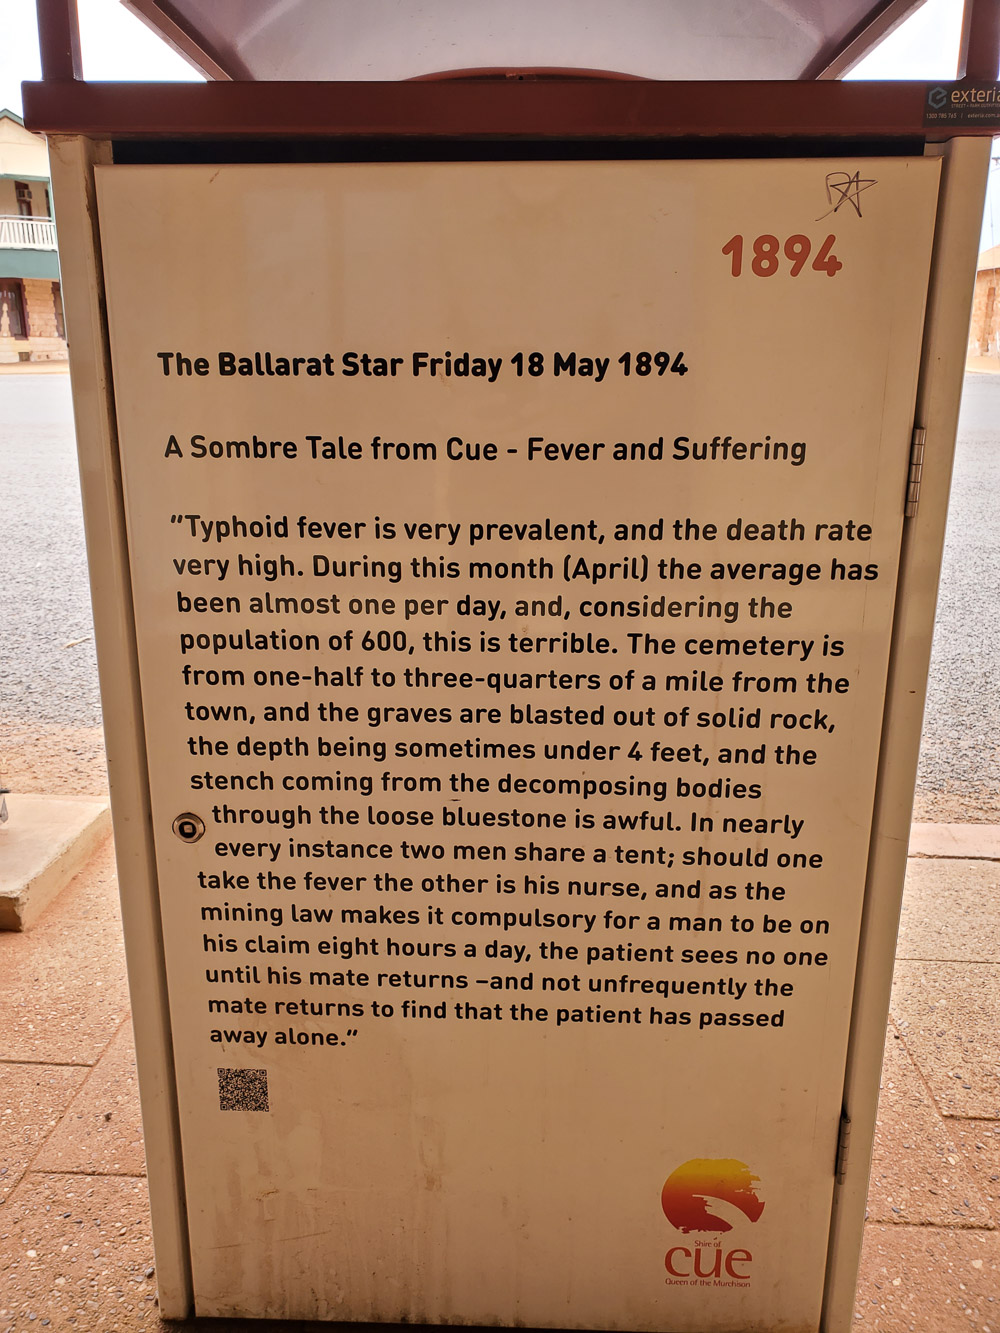 exteria
STREET + PARK OUTFITTERS
1300 780 745 | exteria.com.a
1894
The Ballarat Star Friday 18 May 1894
A Sombre Tale from Cue - Fever and Suffering
"Typhoid fever is very prevalent, and the death rate
very high. During this month (April) the average has
been almost one per day, and, considering the
population of 600, this is terrible. The cemetery is
from one-half to three-quarters of a mile from the
town, and the graves are blasted out of solid rock,
the depth being sometimes under 4 feet, and the
stench coming from the decomposing bodies
through the loose bluestone is awful. In nearly
every instance two men share a tent; should one
take the fever the other is his nurse, and as the
mining law makes it compulsory for a man to be on
his claim eight hours a day, the patient sees no one
until his mate returns –and not unfrequently the
mate returns to find that the patient has passed
away alone."
Shire of
cue
Queen of the Murchison